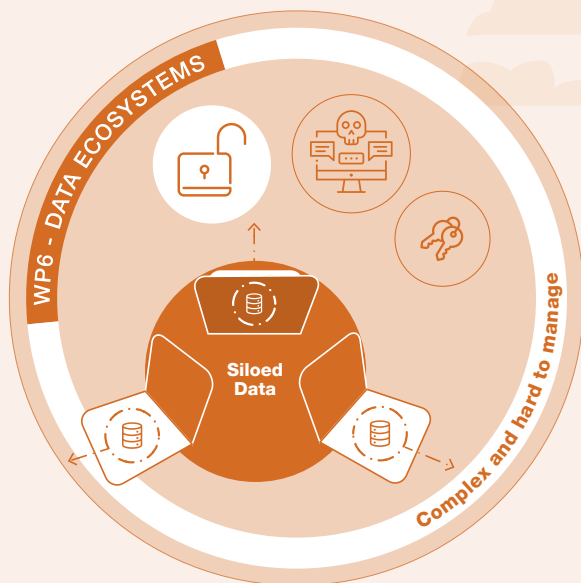 WP6 - DATA ECOSYSTEMS
Siloed
Data
Complex and hard to manage